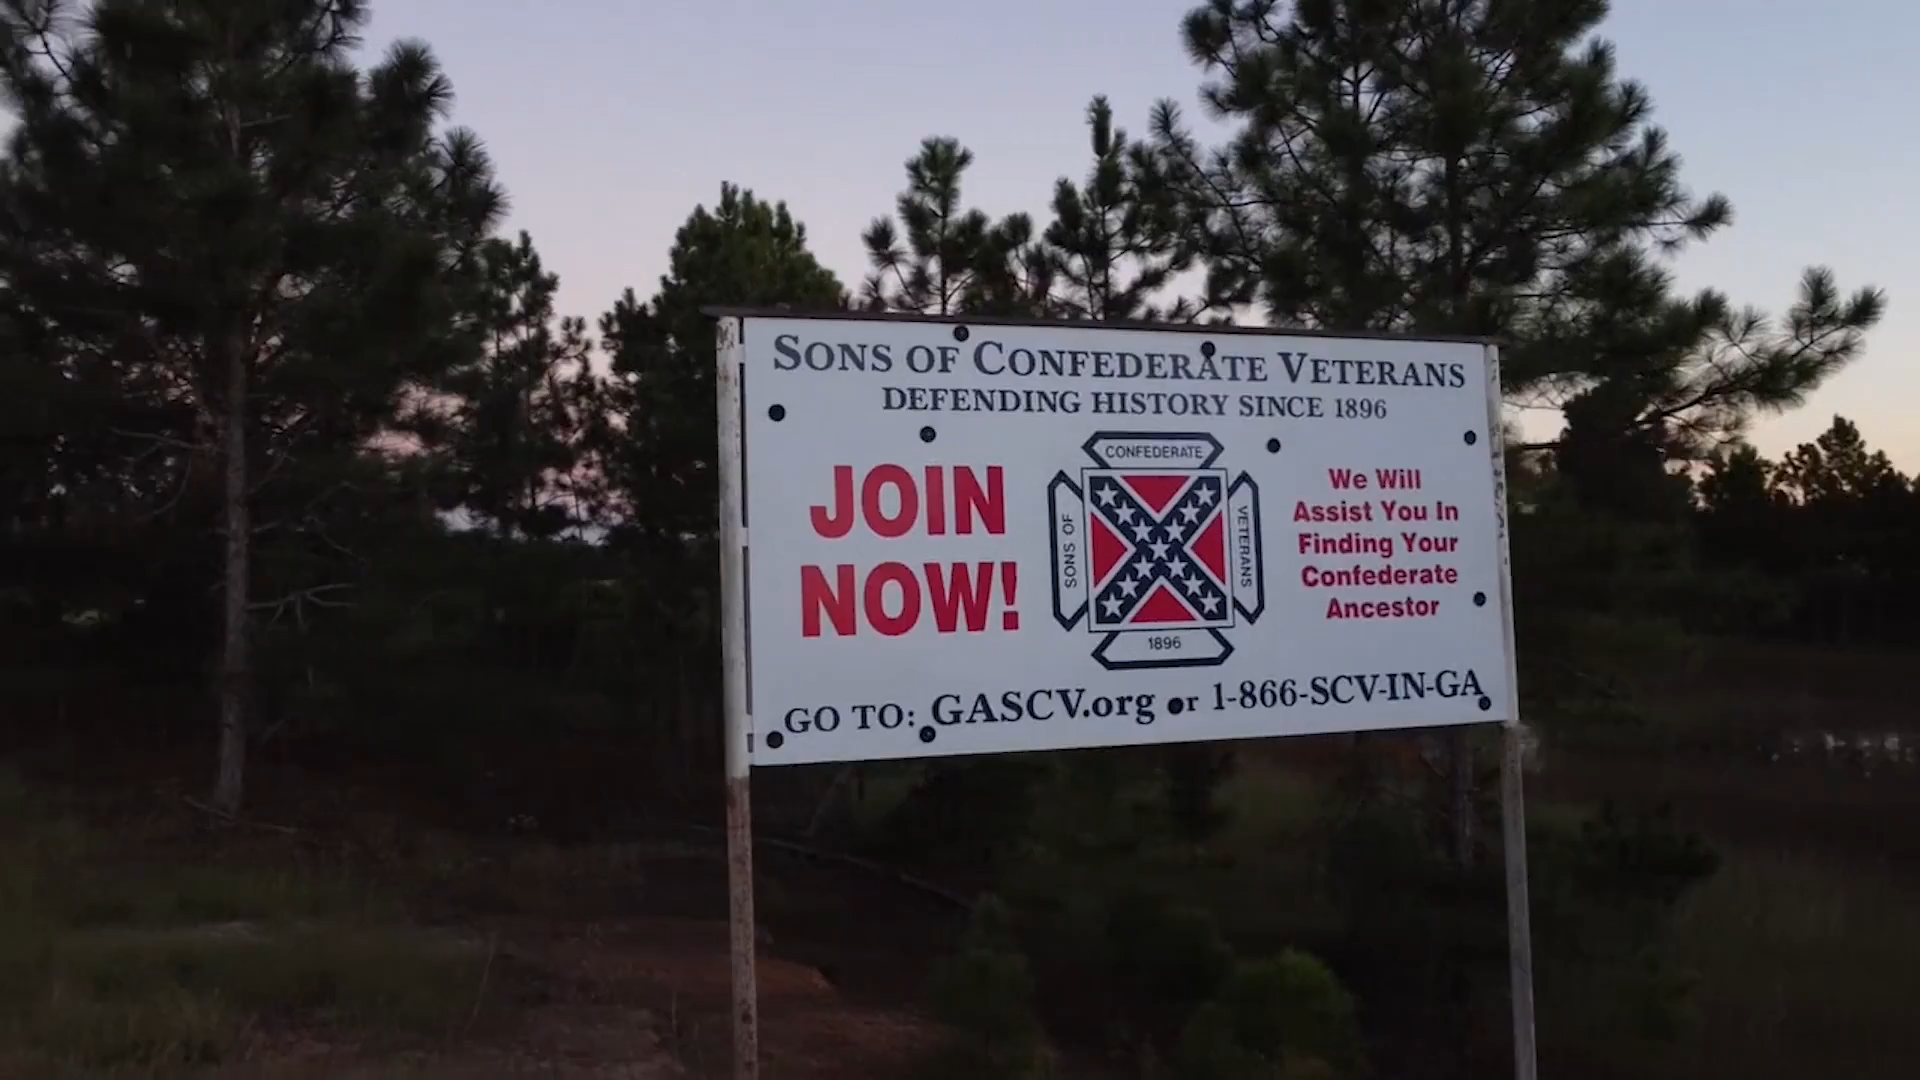 SONS OF CONFEDERATE VETERANS
DEFENDING HISTORY SINCE 1896
JOIN
NOW!
CONFEDERATE
SONS OF
VETERANS
1896
We Will
Assist You In
Finding Your
Confederate
Ancestor
GO TO: GASCV.org or 1-866-SCV-IN-GA